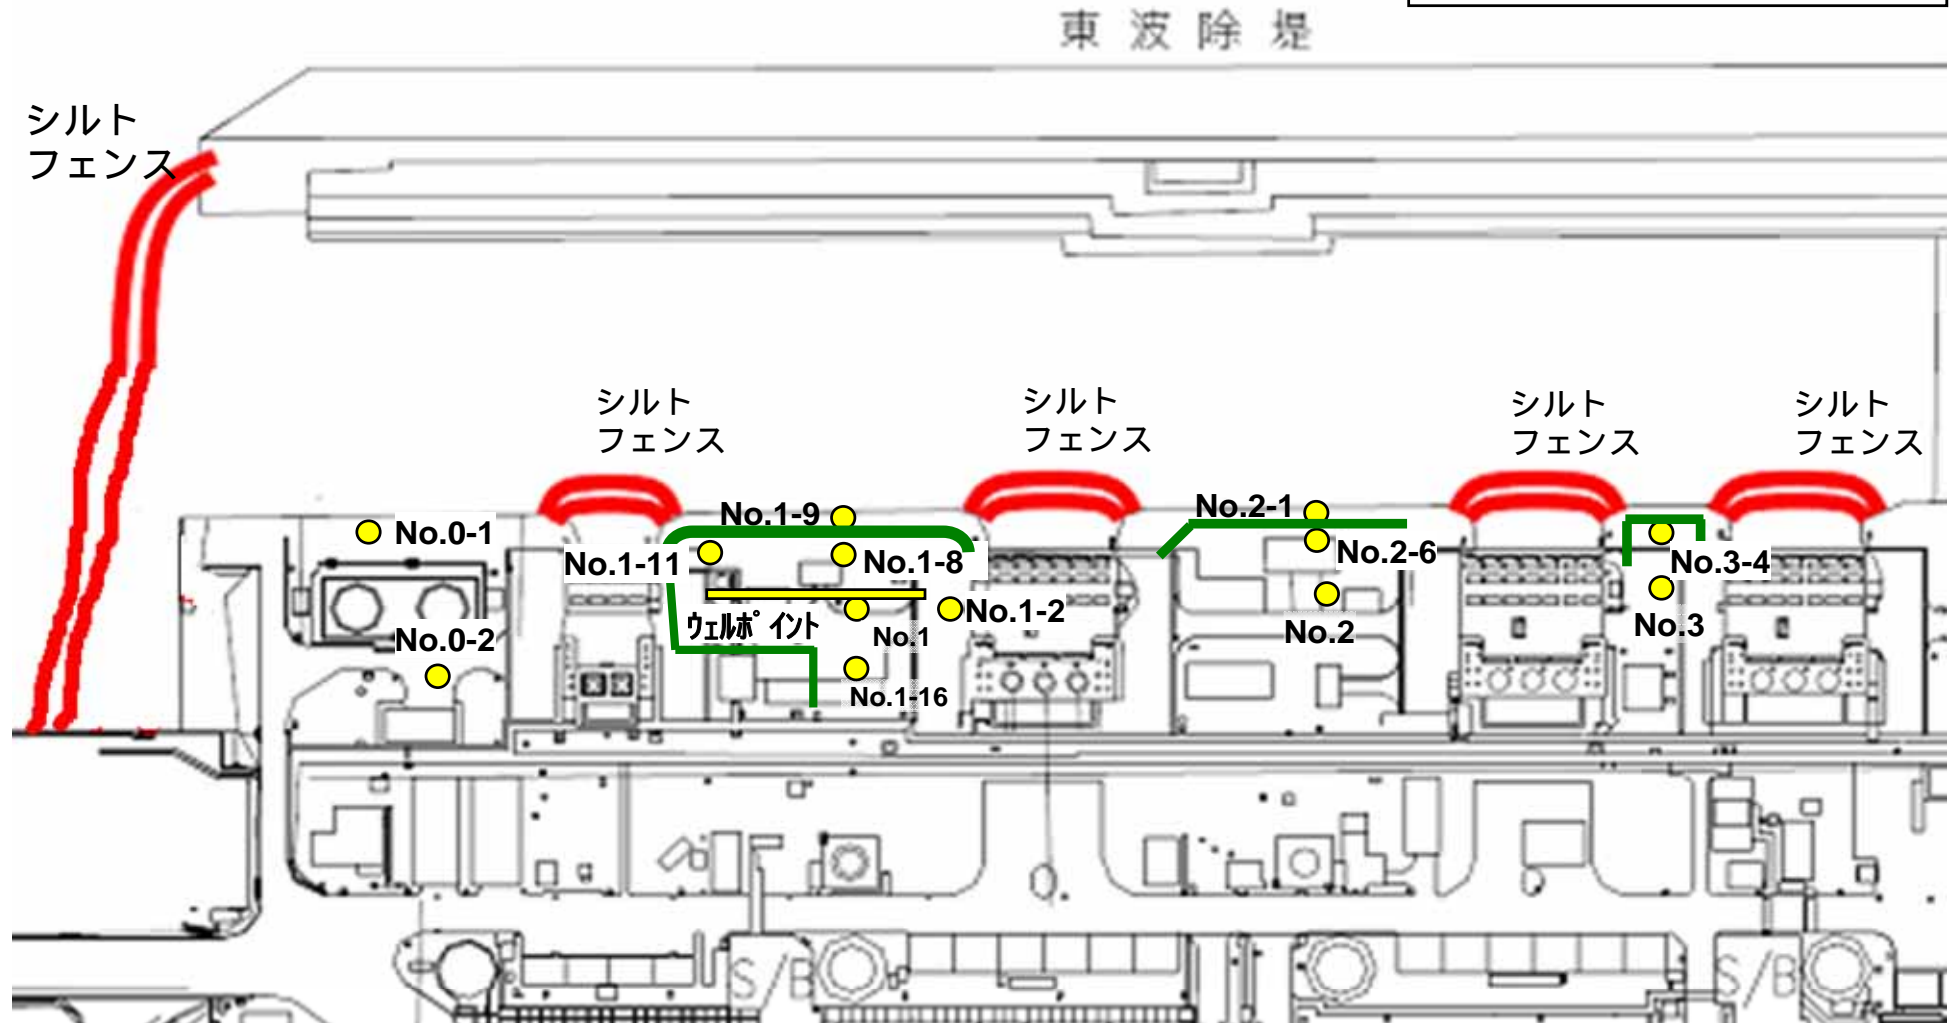 東波除堤
シルト
フェンス
シルト
フェンス
シルト
フェンス
シルト
フェンス
シルト
フェンス
No.0-1
No.0-2
No.1-9
No.1-11
No.1-8
No.1-2
ウェルポイント
No.1
No.1-16
No.2-1
No.2-6
No.2
No.3-4
No.3
S/B
S/B